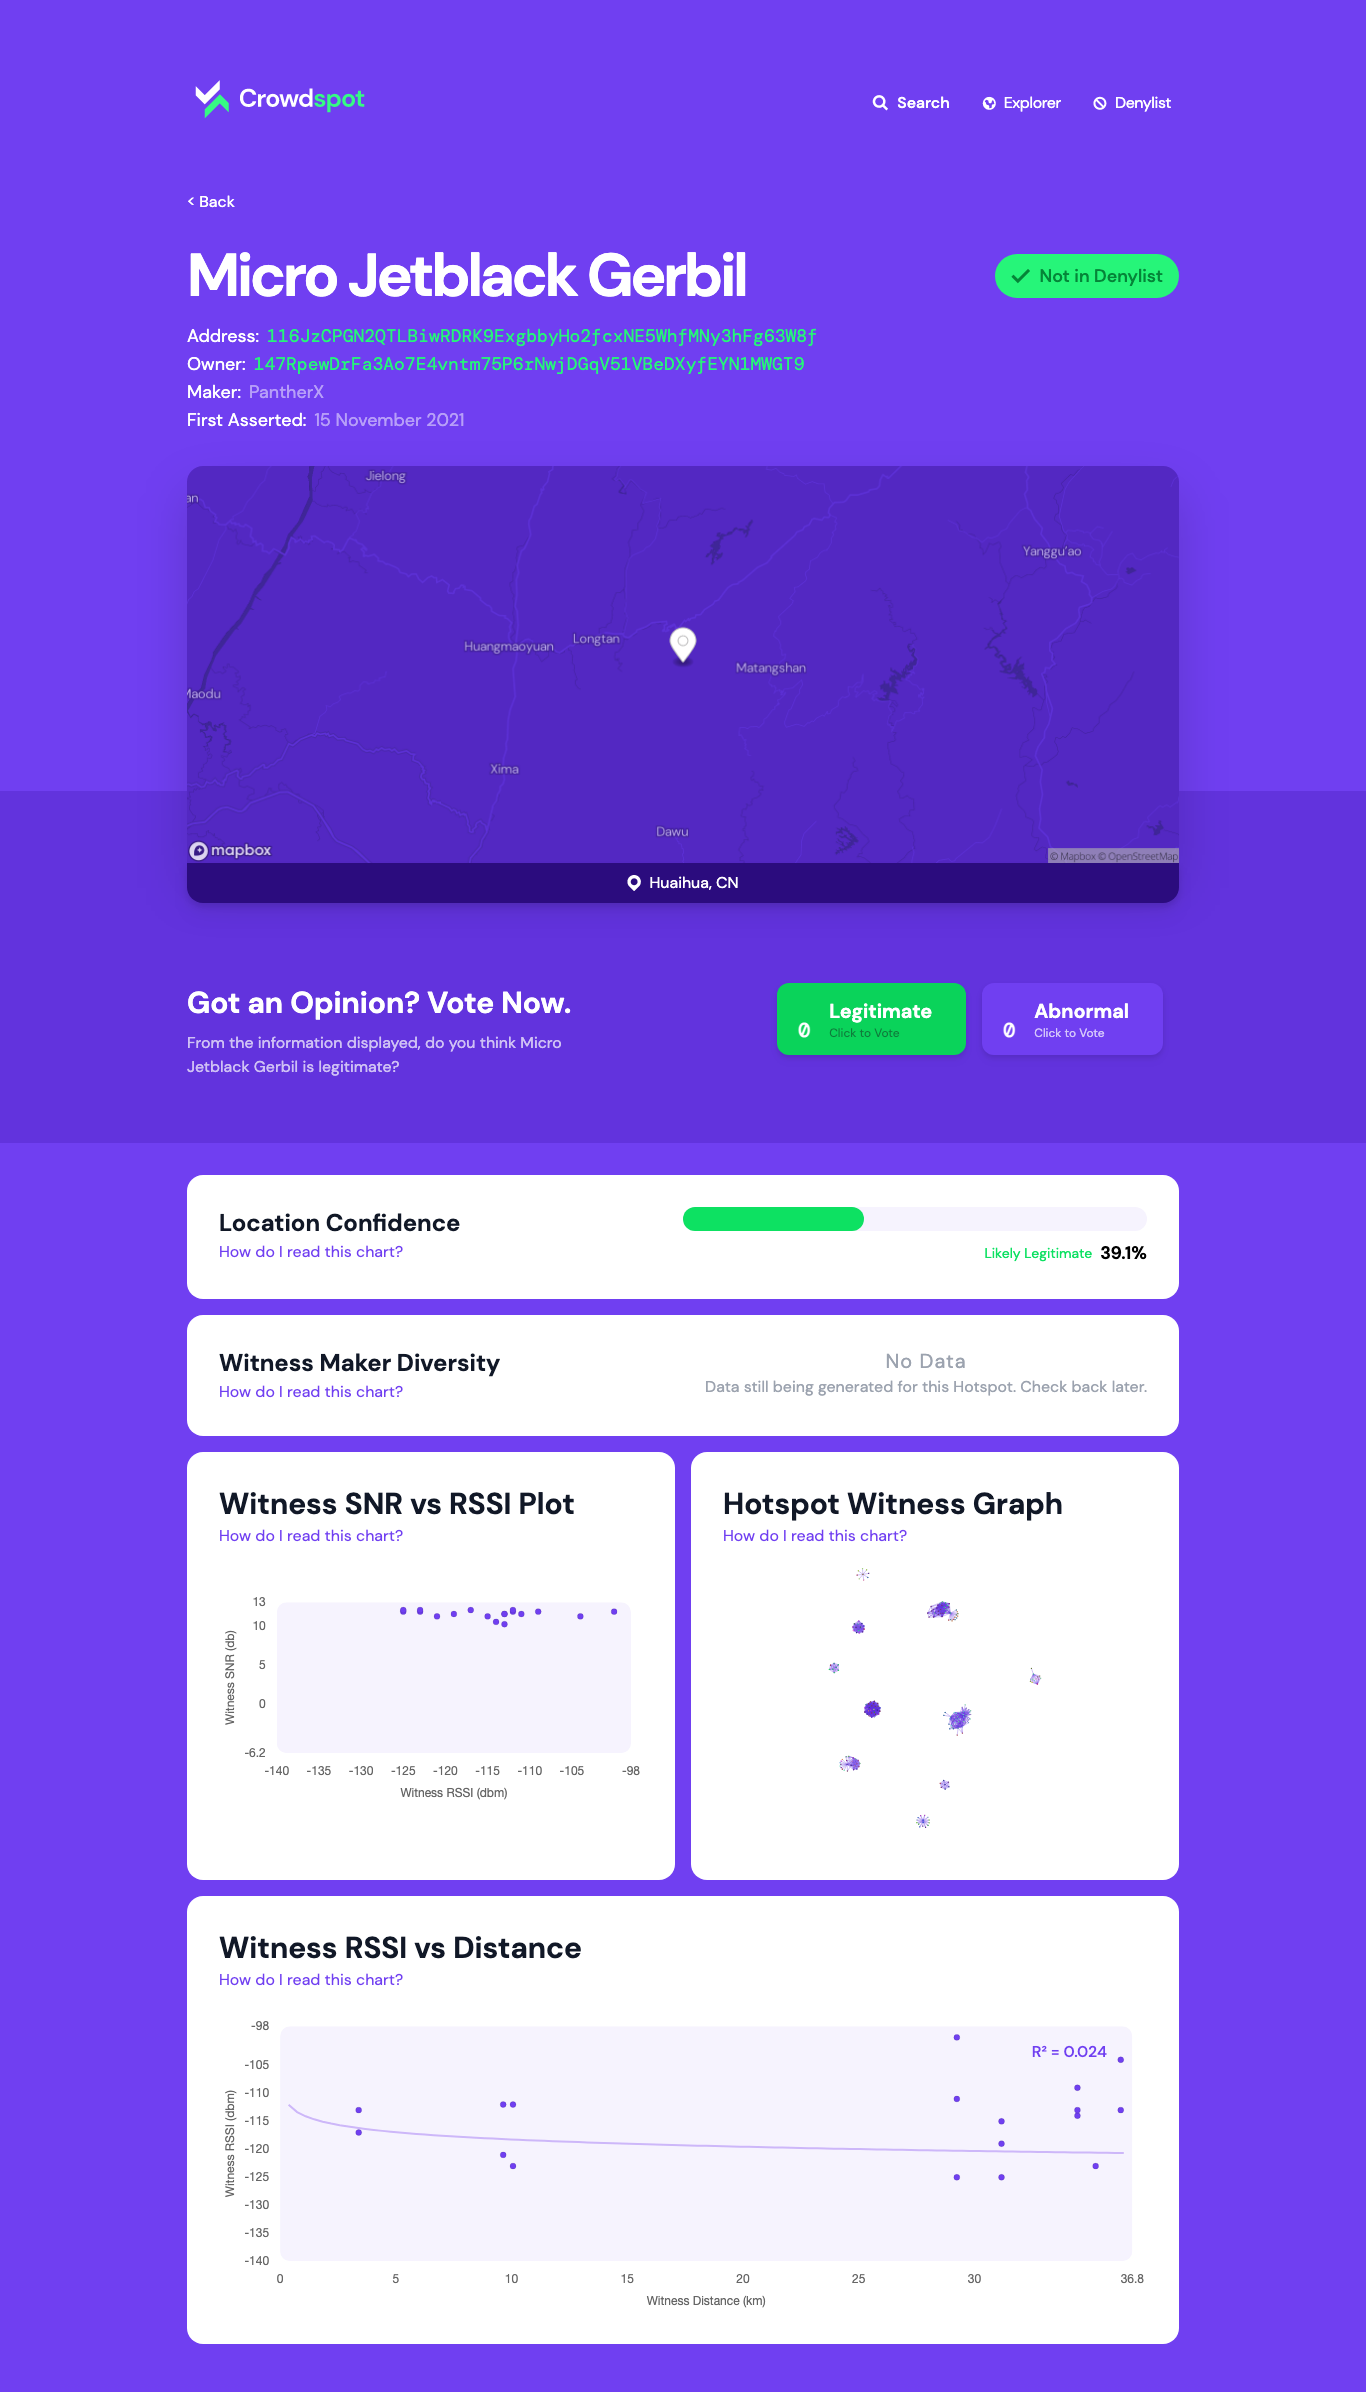 Crowdspot
Search
Explorer
Denylist
< Back
Micro Jetblack Gerbil
Not in Denylist
Address: 116JzCPGN2QTLBiwRDRK9ExgbbyHo2fcxNE5WhfMNy3hFg63W8f
Owner: 147RpewDrFa3Ao7E4vntm75P6rNwjDGqV51VBeDXyfEYN1MWGT9
Maker: PantherX
First Asserted: 15 November 2021
Jielong
an
Yanggu'ao
Longtan
Huangmaoyuan
Matangshan
Maodu
Xima
Dawu
mapbox
© Mapbox © OpenStreetMap
Huaihua, CN
Got an Opinion? Vote Now.
From the information displayed, do you think Micro
Jetblack Gerbil is legitimate?
0
Legitimate
Click to Vote
0
Abnormal
Click to Vote
Location Confidence
How do I read this chart?
Likely Legitimate 39.1%
Witness Maker Diversity
How do I read this chart?
No Data
Data still being generated for this Hotspot. Check back later.
Witness SNR vs RSSI Plot
How do I read this chart?
13
10
5
0
-6.2
Witness SNR (db)
-140 -135 -130 -125 -120 -115 -110 -105 -98
Witness RSSI (dbm)
Hotspot Witness Graph
How do I read this chart?
Witness RSSI vs Distance
How do I read this chart?
-98
-105
-110
-115
-120
-125
-130
-135
-140
Witness RSSI (dbm)
R² = 0.024
0 5 10 15 20 25 30 36.8
Witness Distance (km)